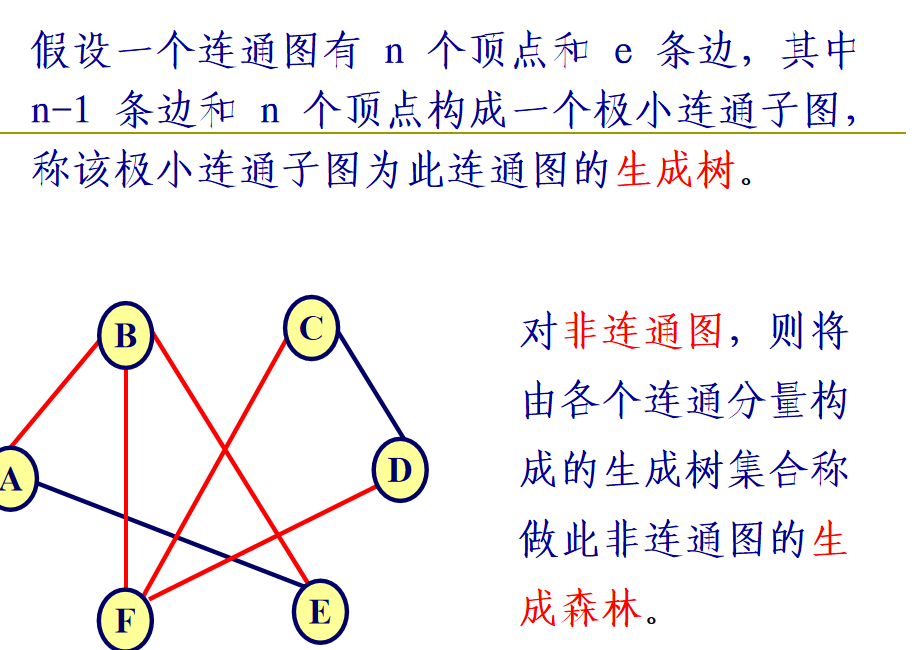 假设一个连通图有 n 个顶点和 e 条边，其中
n-1 条边和 n 个顶点构成一个极小连通子图，
称该极小连通子图为此连通图的生成树。
B
C
A
D
F
E
对非连通图，则将
由各个连通分量构
成的生成树集合称
做此非连通图的生
成森林。